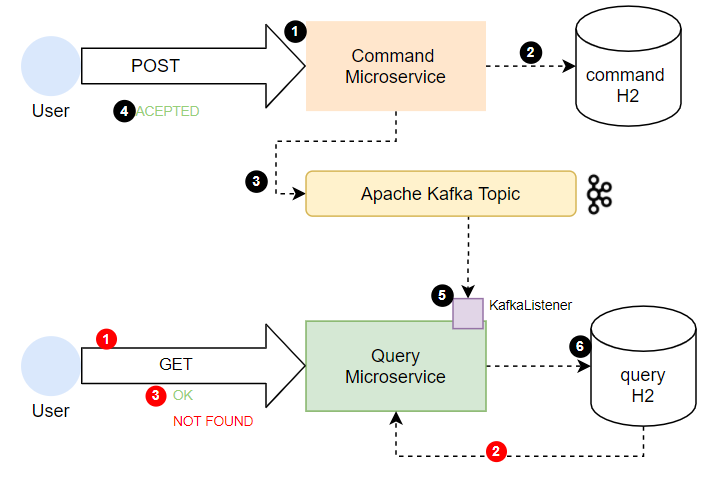 1
POST
Command
Microservice
2
command
H2
User
4
ACEPTED
3
Apache Kafka Topic
5
KafkaListener
1
GET
Query
Microservice
6
query
H2
3
OK
User
NOT FOUND
2